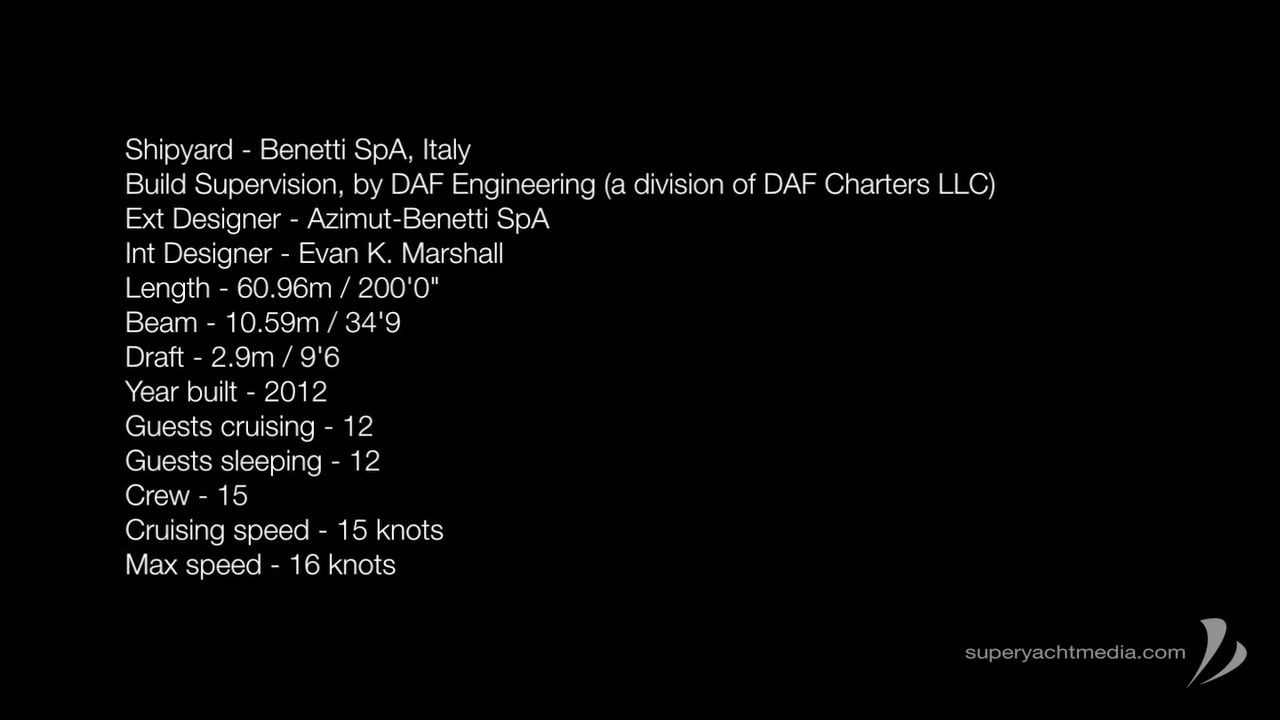 Shipyard - Benetti SpA, Italy
Build Supervision, by DAF Engineering (a division of DAF Charters LLC)
Ext Designer - Azimut-Benetti SpA
Int Designer - Evan K. Marshall
Length - 60.96m / 200'0"
Beam - 10.59m / 34'9
Draft - 2.9m / 9'6
Year built - 2012
Guests cruising - 12
Guests sleeping - 12
Crew - 15
Cruising speed - 15 knots
Max speed - 16 knots
superyachtmedia.com